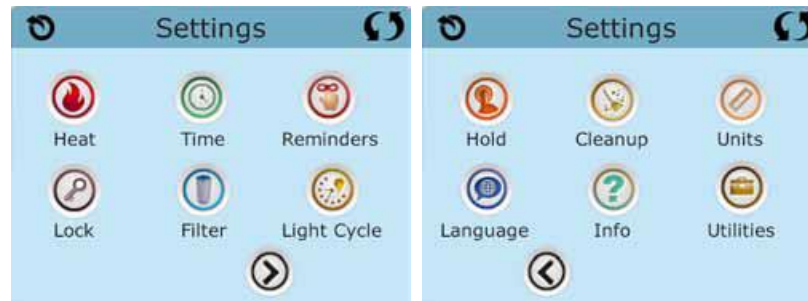 Settings
Heat Time Reminders
Lock Filter Light Cycle
Settings
Hold Cleanup Units
Language Info Utilities